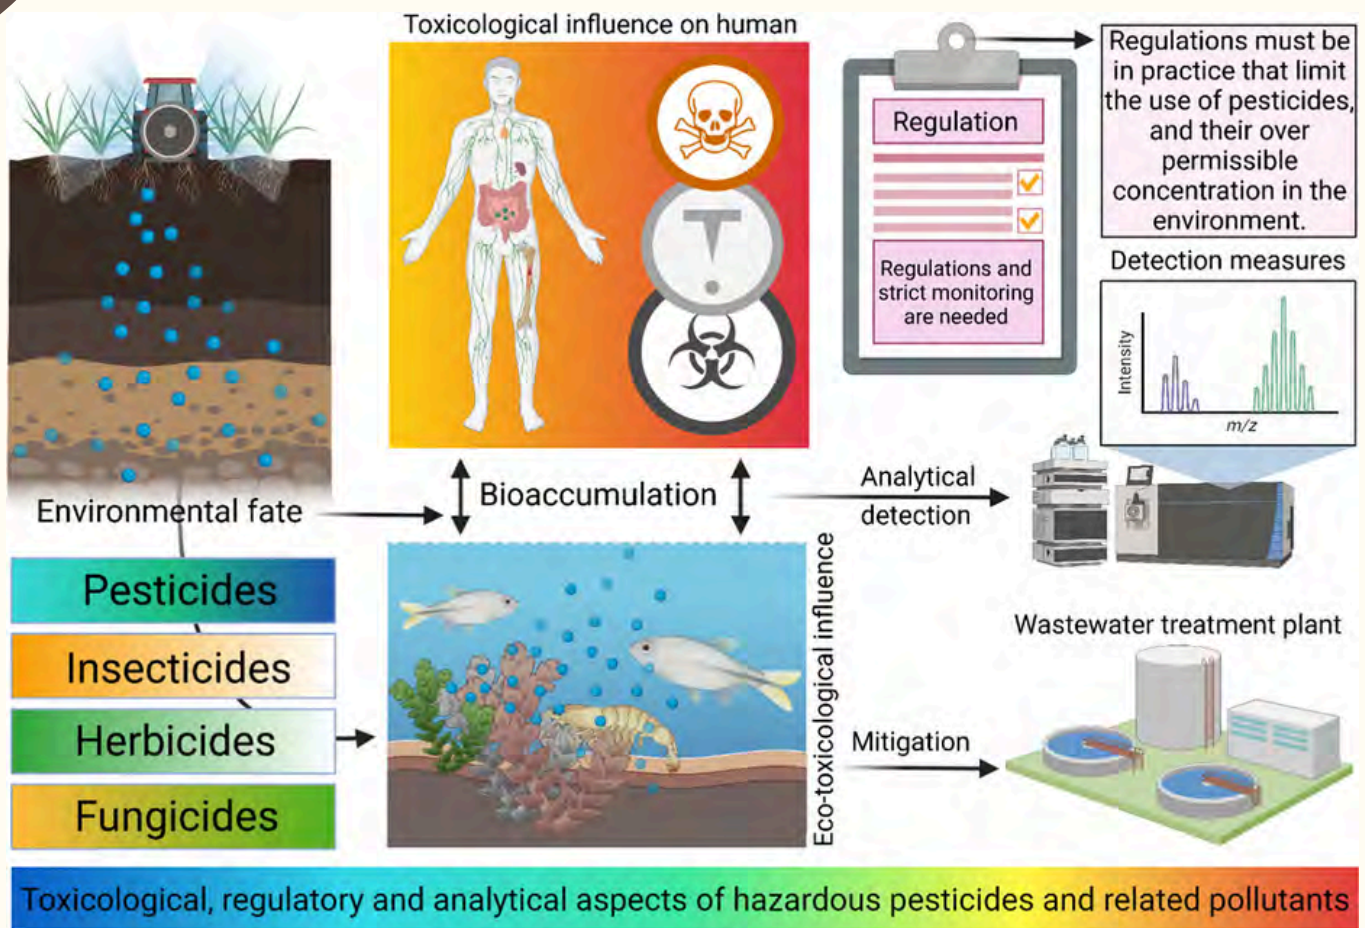 Toxicological influence on human
Regulation
Regulations and
strict monitoring
are needed
Regulations must be
in practice that limit
the use of pesticides,
and their over
permissible
concentration in the
environment.
Detection measures
Intensity
m/z
Environmental fate
Bioaccumulation
Analytical
detection
Pesticides
Insecticides
Herbicides
Fungicides
Eco-toxicological influence
Wastewater treatment plant
Mitigation
Toxicological, regulatory and analytical aspects of hazardous pesticides and related pollutants